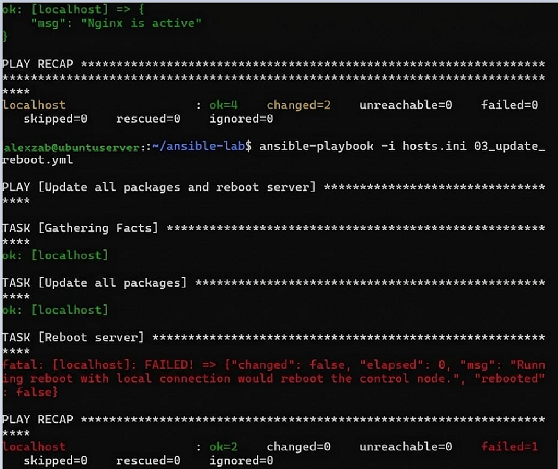 ok: [localhost] => {
    "msg": "Nginx is active"
}
PLAY RECAP **********************************************************
********************************************************************
****
localhost                  : ok=4    changed=2    unreachable=0    failed=0
   skipped=0    rescued=0    ignored=0
alexzab@ubuntuserver:~/ansible-lab$ ansible-playbook -i hosts.ini 03_update_
reboot.yml
PLAY [Update all packages and reboot server] ****************************
****
TASK [Gathering Facts] **************************************************
****
ok: [localhost]
TASK [Update all packages] **********************************************
****
ok: [localhost]
TASK [Reboot server] ****************************************************
****
fatal: [localhost]: FAILED! => {"changed": false, "elapsed": 0, "msg": "Runn
ing reboot with local connection would reboot the control node.", "rebooted"
: false}
PLAY RECAP **************************************************************
****
localhost                  : ok=2    changed=0    unreachable=0    failed=1
   skipped=0    rescued=0    ignored=0